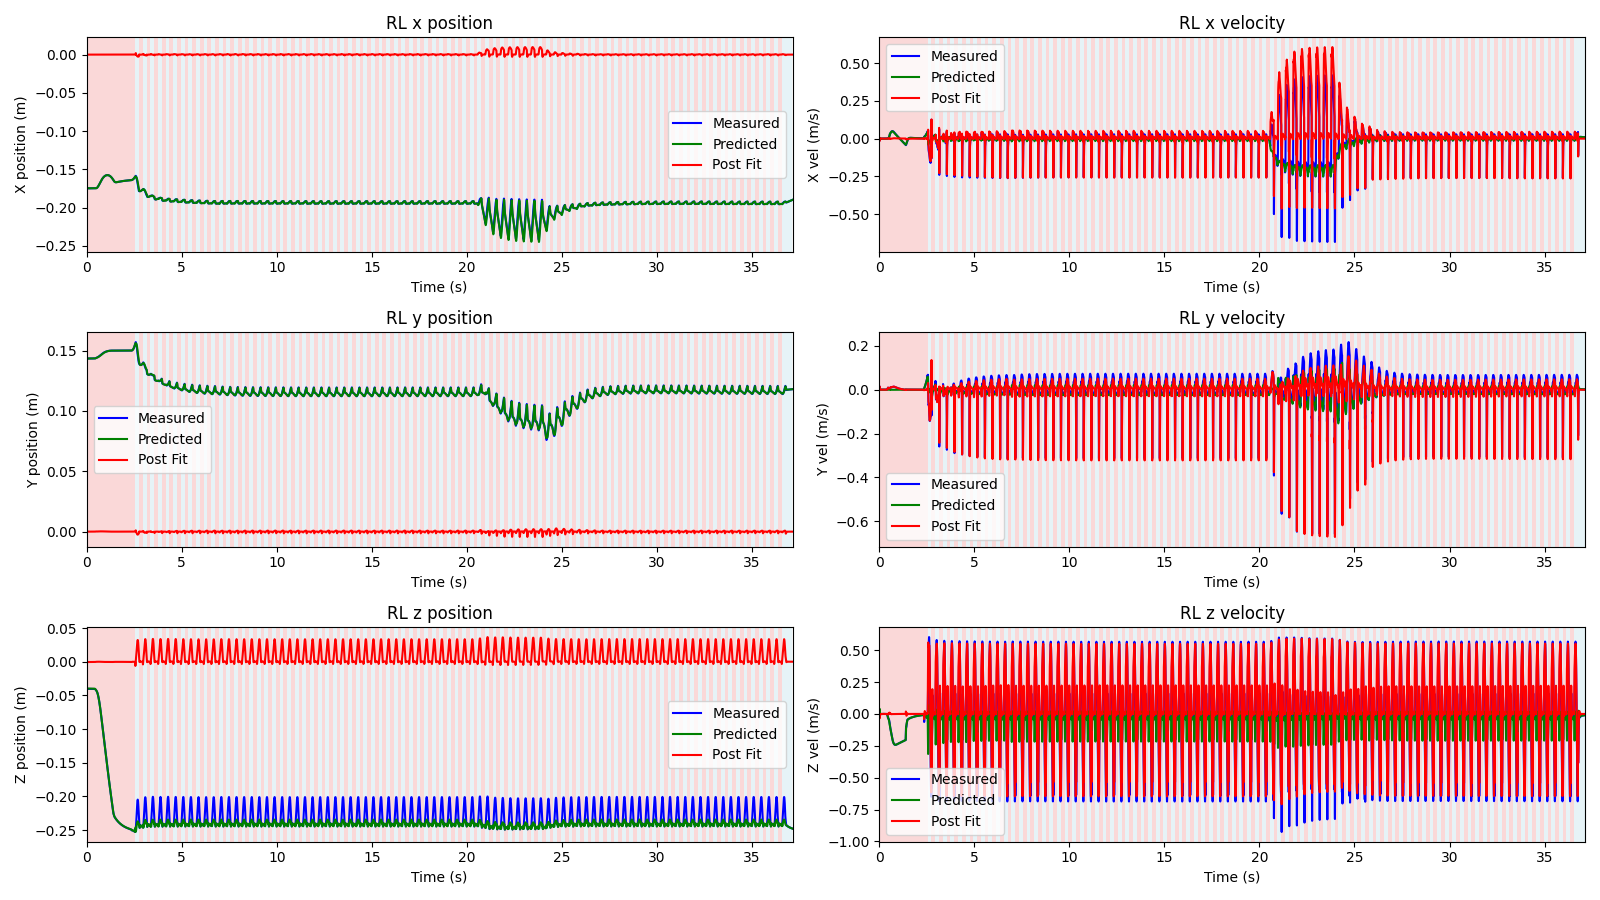 RL x position
X position (m)
0.00
−0.05
−0.10
−0.15
−0.20
−0.25
Measured
Predicted
Post Fit
0 5 10 15 20 25 30 35
Time (s)
RL x velocity
X vel (m/s)
0.50
0.25
0.00
−0.25
−0.50
Measured
Predicted
Post Fit
0 5 10 15 20 25 30 35
Time (s)
RL y position
Y position (m)
0.15
0.10
0.05
0.00
Measured
Predicted
Post Fit
0 5 10 15 20 25 30 35
Time (s)
RL y velocity
Y vel (m/s)
0.2
0.0
−0.2
−0.4
−0.6
Measured
Predicted
Post Fit
0 5 10 15 20 25 30 35
Time (s)
RL z position
Z position (m)
0.05
0.00
−0.05
−0.10
−0.15
−0.20
−0.25
Measured
Predicted
Post Fit
0 5 10 15 20 25 30 35
Time (s)
RL z velocity
Z vel (m/s)
0.50
0.25
0.00
−0.25
−0.50
−0.75
−1.00
Measured
Predicted
Post Fit
0 5 10 15 20 25 30 35
Time (s)